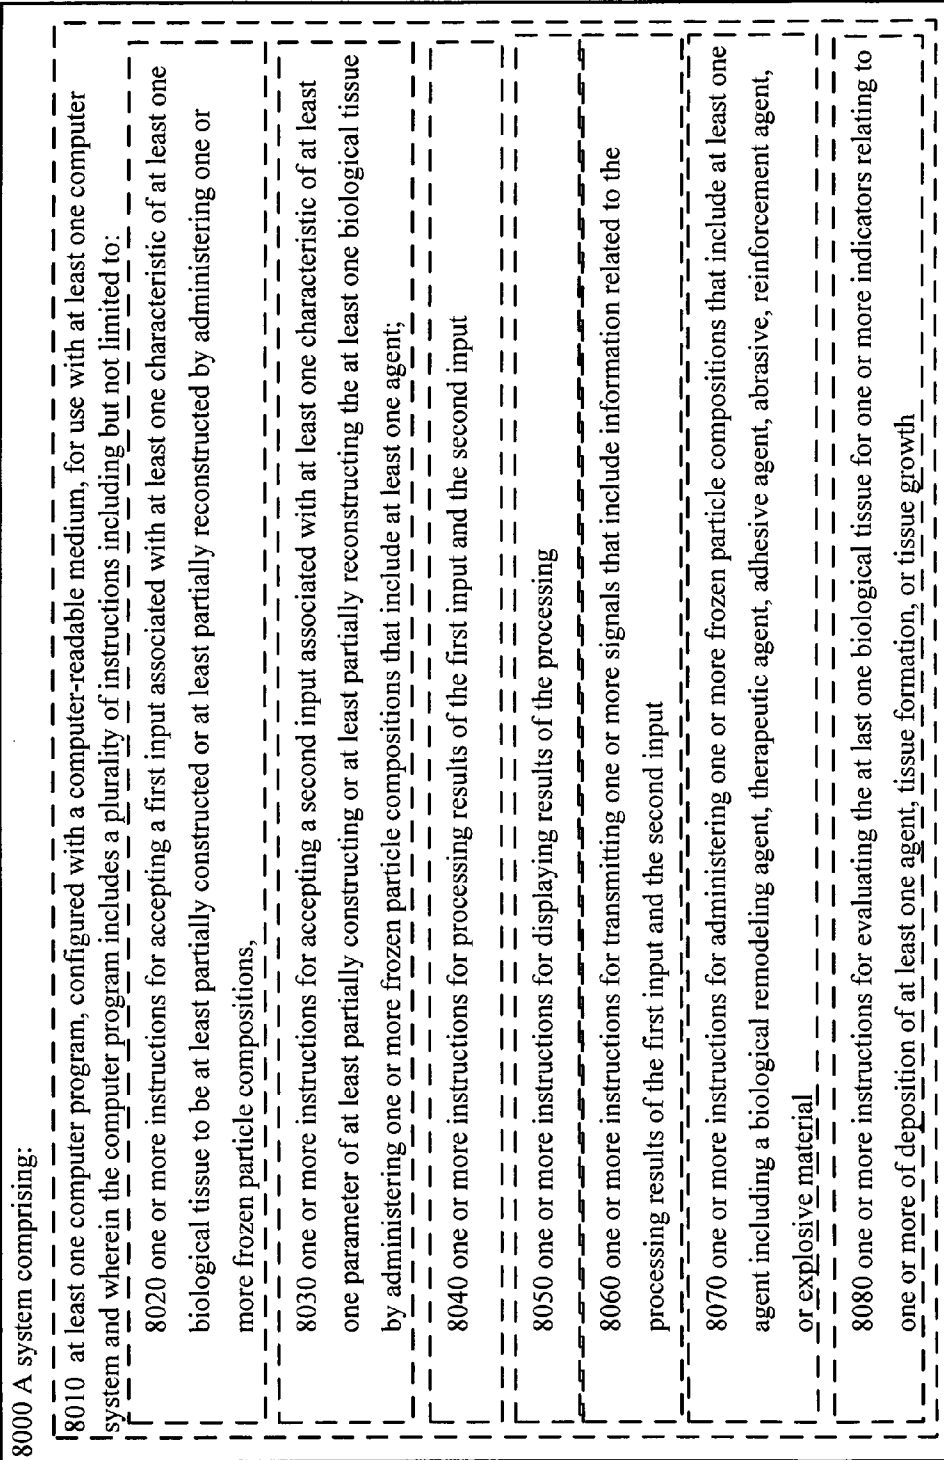 8000 A system comprising:
8010 at least one computer program, configured with a computer-readable medium, for use with at least one computer
system and wherein the computer program includes a plurality of instructions including but not limited to:
8020 one or more instructions for accepting a first input associated with at least one characteristic of at least one
biological tissue to be at least partially constructed or at least partially reconstructed by administering one or
more frozen particle compositions,
8030 one or more instructions for accepting a second input associated with at least one characteristic of at least
one parameter of at least partially constructing or at least partially reconstructing the at least one biological tissue
by administering one or more frozen particle compositions that include at least one agent;
8040 one or more instructions for processing results of the first input and the second input
8050 one or more instructions for displaying results of the processing
8060 one or more instructions for transmitting one or more signals that include information related to the
processing results of the first input and the second input
8070 one or more instructions for administering one or more frozen particle compositions that include at least one
agent including a biological remodeling agent, therapeutic agent, adhesive agent, abrasive, reinforcement agent,
or explosive material
8080 one or more instructions for evaluating the at last one biological tissue for one or more indicators relating to
one or more of deposition of at least one agent, tissue formation, or tissue growth